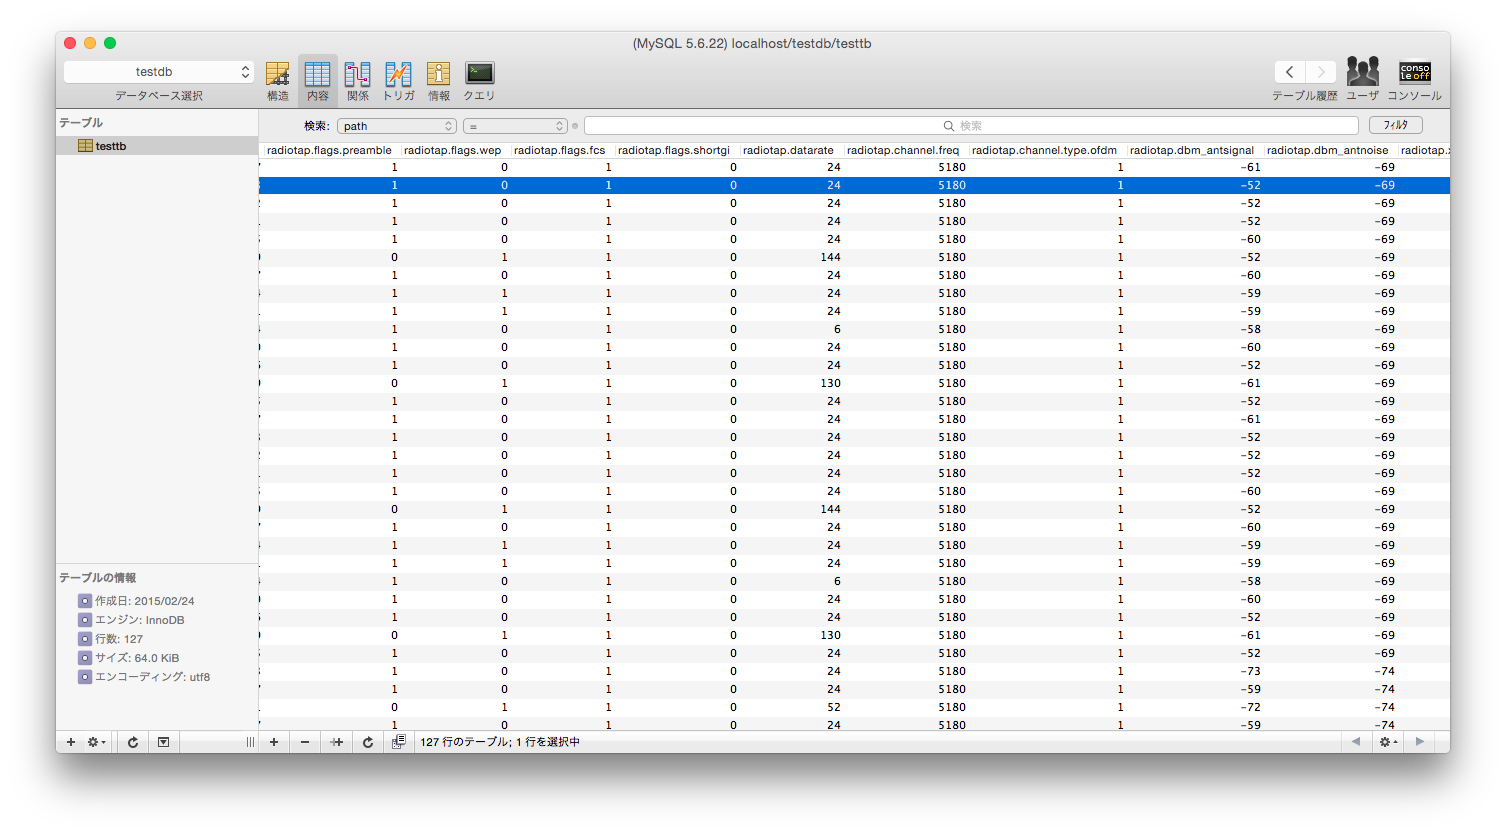 (MySQL 5.6.22) localhost/testdb/testtb
testdb
データベース選択
構造 内容 関係 トリガ 情報 クエリ
conso
le off
テーブル履歴 ユーザ コンソール
テーブル
testtb
検索: path = 検索 フィルタ
radiotap.flags.preamble radiotap.flags.wep radiotap.flags.fcs radiotap.flags.shortgi radiotap.datarate radiotap.channel.freq radiotap.channel.type.ofdm radiotap.dbm_antsignal radiotap.dbm_antnoise
1 0 1 0 24 5180 1 -61 -69
1 0 1 0 24 5180 1 -52 -69
1 0 1 0 24 5180 1 -52 -69
1 0 1 0 24 5180 1 -52 -69
1 0 1 0 24 5180 1 -60 -69
0 1 1 0 144 5180 1 -52 -69
1 0 1 0 24 5180 1 -60 -69
1 1 1 0 24 5180 1 -59 -69
1 1 1 0 24 5180 1 -59 -69
1 0 1 0 6 5180 1 -58 -69
1 0 1 0 24 5180 1 -60 -69
1 0 1 0 24 5180 1 -52 -69
0 1 1 0 130 5180 1 -61 -69
1 0 1 0 24 5180 1 -52 -69
1 0 1 0 24 5180 1 -61 -69
1 0 1 0 24 5180 1 -52 -69
1 0 1 0 24 5180 1 -52 -69
1 0 1 0 24 5180 1 -52 -69
1 0 1 0 24 5180 1 -60 -69
0 1 1 0 144 5180 1 -52 -69
1 0 1 0 24 5180 1 -60 -69
1 1 1 0 24 5180 1 -59 -69
1 1 1 0 24 5180 1 -59 -69
1 0 1 0 6 5180 1 -58 -69
1 0 1 0 24 5180 1 -60 -69
1 0 1 0 24 5180 1 -52 -69
0 1 1 0 130 5180 1 -61 -69
1 0 1 0 24 5180 1 -52 -69
1 0 1 0 24 5180 1 -73 -74
1 0 1 0 24 5180 1 -59 -74
0 1 1 0 52 5180 1 -72 -74
1 0 1 0 24 5180 1 -59 -74
テーブルの情報
作成日: 2015/02/24
エンジン: InnoDB
行数: 127
サイズ: 64.0 KiB
エンコーディング: utf8
127 行のテーブル; 1 行を選択中